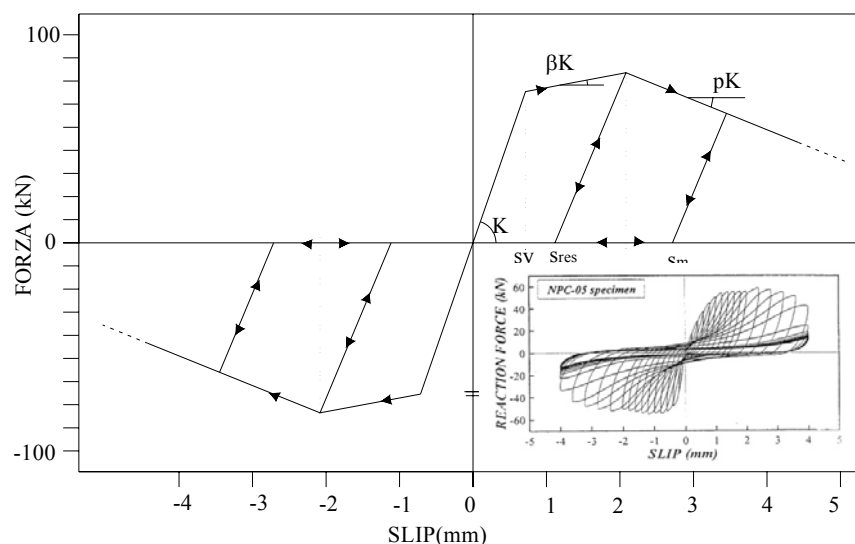 100
βK
pK
FORZA (kN)
K
0
SV Sres
NPC-05 specimen
REACTION FORCE (kN)
60
40
20
0
-20
-40
-60
-5 -4 -3 -2 -1 0 1 2 3 4 5
SLIP (mm)
-100
-4 -3 -2 -1 0 1 2 3 4 5
SLIP(mm)